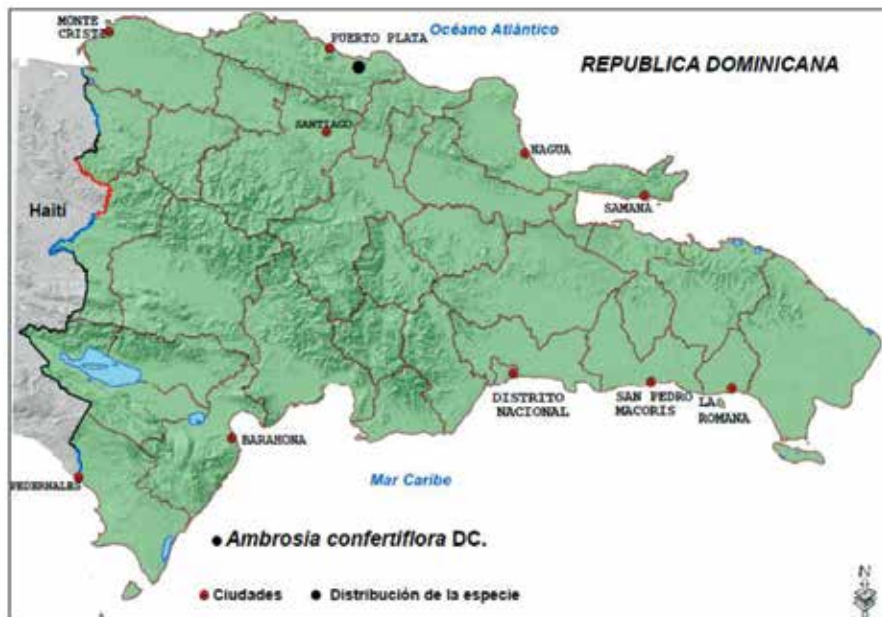 MONTE
CRISTE
PUERTO PLATA
Océano Atlántico
REPUBLICA DOMINICANA
SANTIAGO
NAGUA
SAMANA
Haití
DISTRITO
NACIONAL
SAN PEDRO
MACORIS
LA
ROMANA
BARAHONA
Mar Caribe
PEDERNALES
Ambrosia confertiflora DC.
Ciudades
Distribución de la especie
N